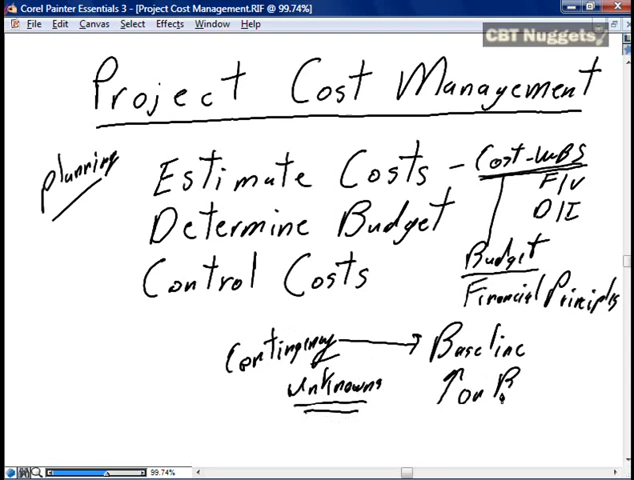 Corel Painter Essentials 3 - [Project Cost Management.RIF @ 99.74%]
File Edit Canvas Select Effects Window Help
CBT Nuggets
Project Cost Management
planning
Estimate Costs - Cost-WBS
F/V
D/I
Determine Budget
Budget
Control Costs
Financial Principles
Contingency
Baseline
unknowns
↑ or B
99.74%